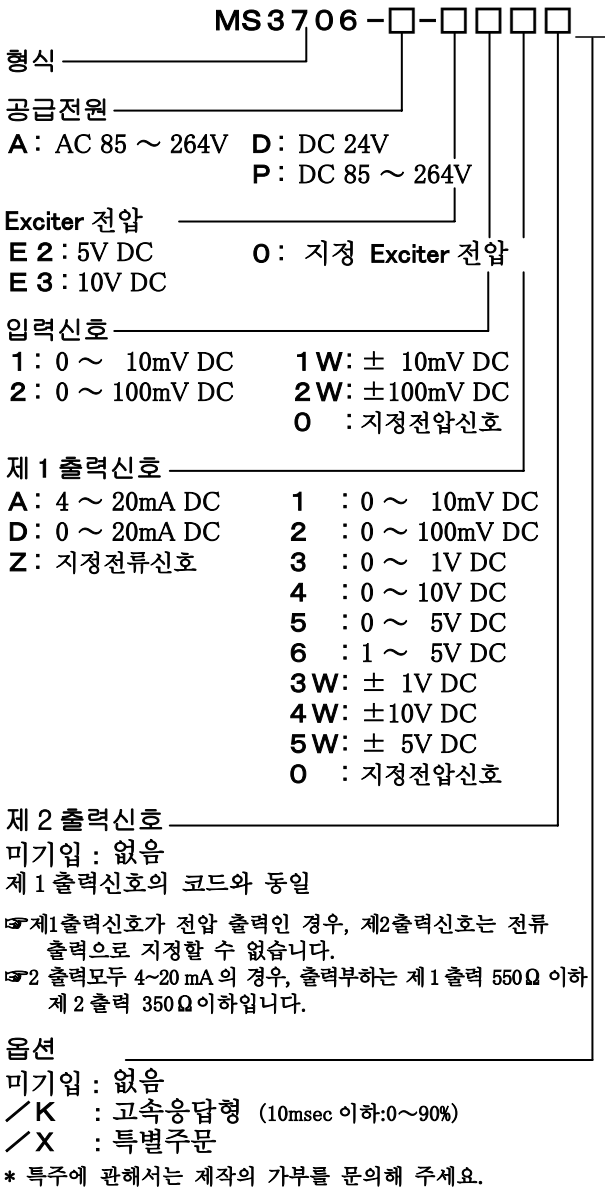 MS3706-□-□□□□
형식
공급전원
A: AC 85 ~ 264V D: DC 24V
P: DC 85 ~ 264V
Exciter 전압
E 2: 5V DC 0: 지정 Exciter 전압
E 3: 10V DC
입력신호
1: 0 ~ 10mV DC 1W: ± 10mV DC
2: 0 ~ 100mV DC 2W: ±100mV DC
0 : 지정전압신호
제 1 출력신호
A: 4 ~ 20mA DC 1 : 0 ~ 10mV DC
D: 0 ~ 20mA DC 2 : 0 ~ 100mV DC
Z: 지정전류신호 3 : 0 ~ 1V DC
4 : 0 ~ 10V DC
5 : 0 ~ 5V DC
6 : 1 ~ 5V DC
3W: ± 1V DC
4W: ±10V DC
5W: ± 5V DC
0 : 지정전압신호
제 2 출력신호
미기입 : 없음
제 1 출력신호의 코드와 동일
☞제1출력신호가 전압 출력인 경우, 제2출력신호는 전류
출력으로 지정할 수 없습니다.
☞2 출력모두 4~20 mA 의 경우, 출력부하는 제 1 출력 550Ω 이하
제 2 출력 350Ω이하입니다.
옵션
미기입 : 없음
/K : 고속응답형 (10msec 이하:0~90%)
/X : 특별주문
* 특주에 관해서는 제작의 가부를 문의해 주세요.